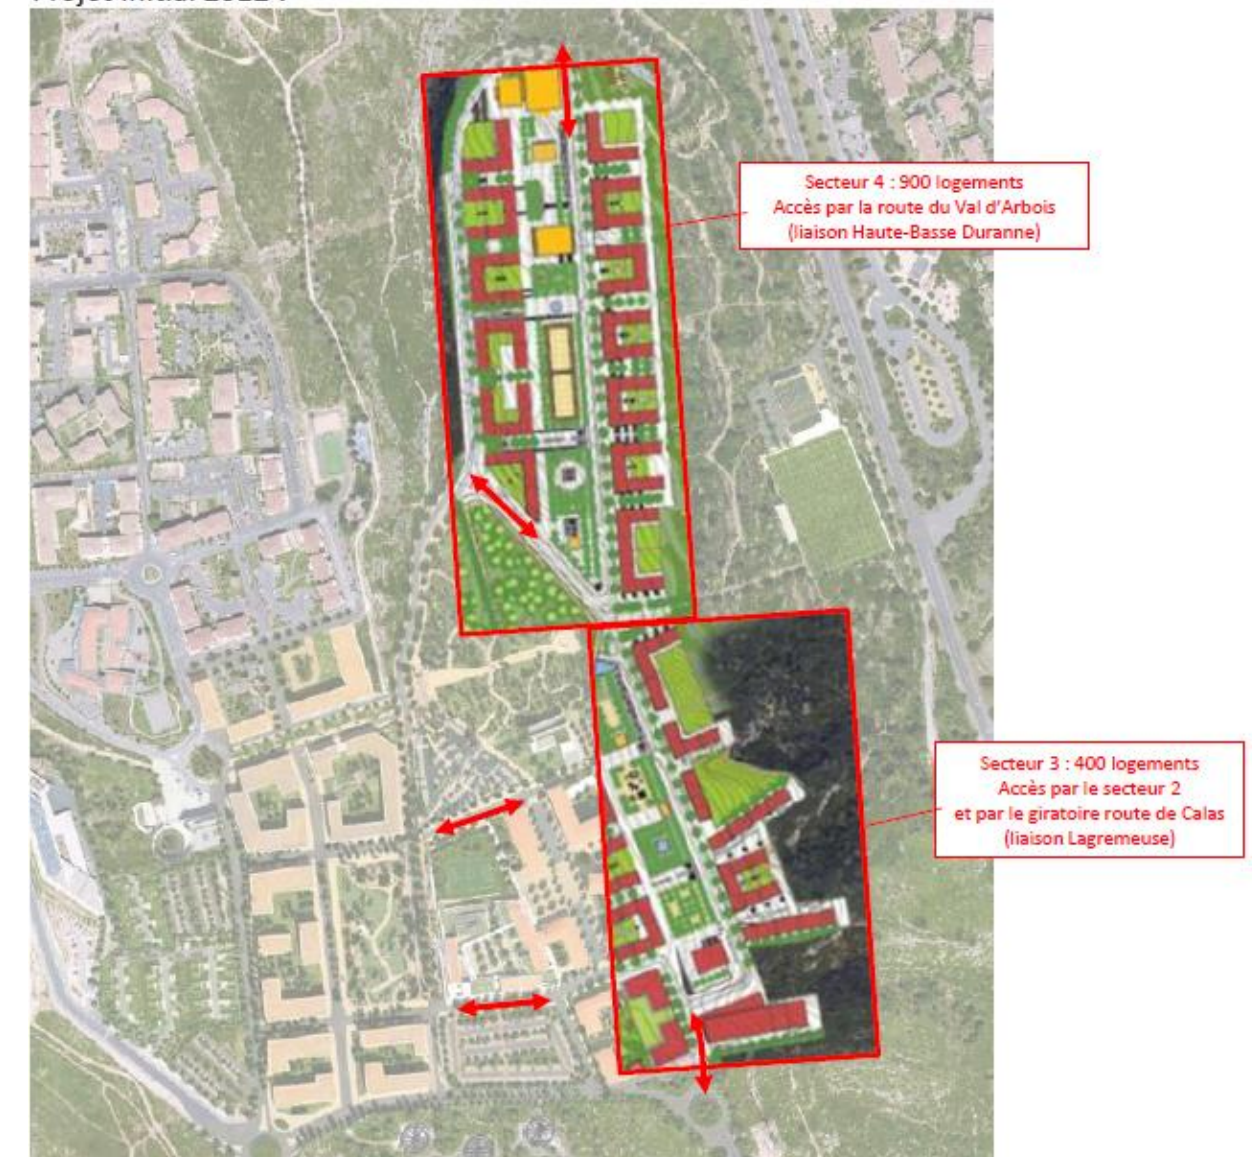 Secteur 4 : 900 logements
Accès par la route du Val d'Arbois
(liaison Haute-Basse Duranne)
Secteur 3 : 400 logements
Accès par le secteur 2
et par le giratoire route de Calas
(liaison Lagremeuse)